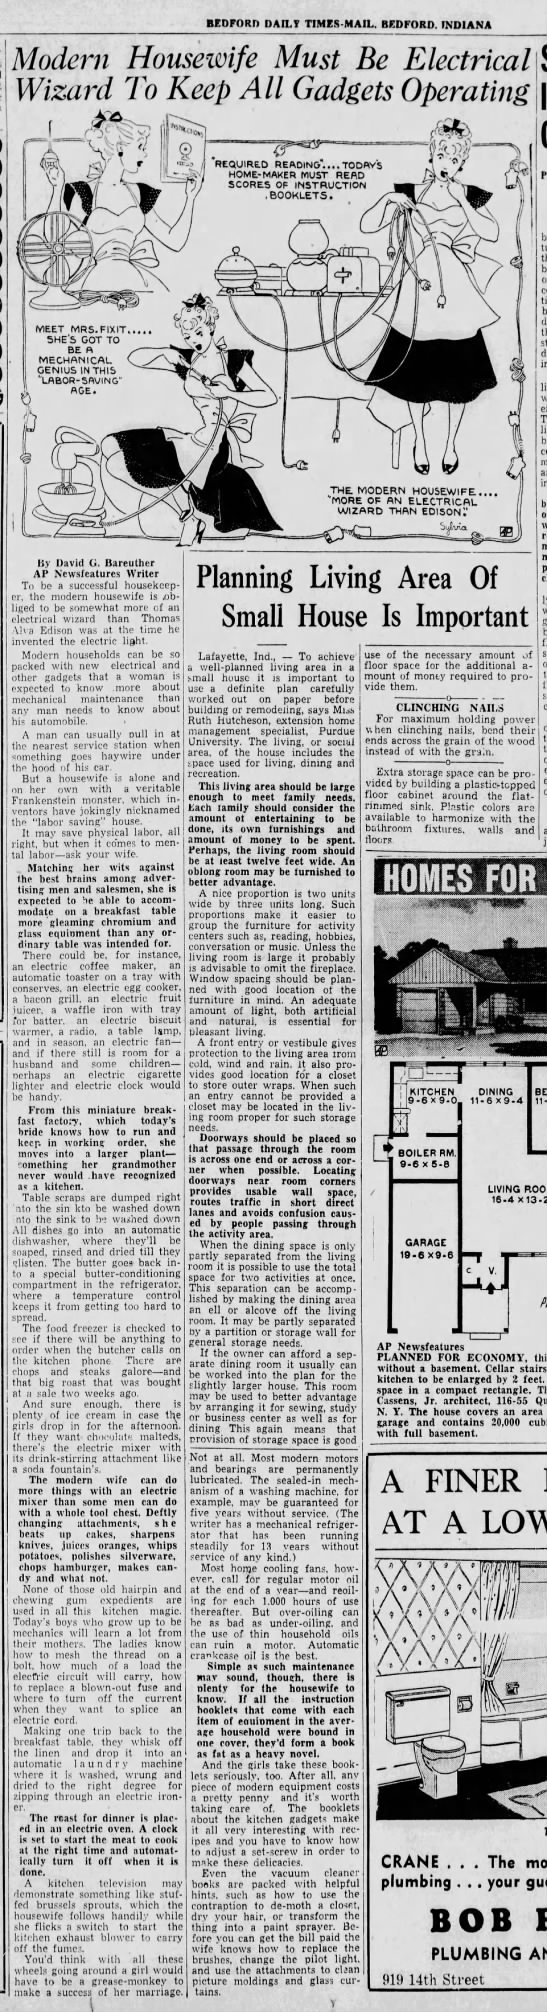 BEDFORD DAILY TIMES-MAIL, BEDFORD, INDIANA
Modern Housewife Must Be Electrical
Wizard To Keep All Gadgets Operating
INSTRUCTIONS
"REQUIRED READING".... TODAY'S
HOME-MAKER MUST READ
SCORES OF INSTRUCTION
BOOKLETS.
MEET MRS. FIXIT.....
SHE'S GOT TO
BE A
MECHANICAL
GENIUS IN THIS
"LABOR-SAVING"
AGE.
THE MODERN HOUSEWIFE....
"MORE OF AN ELECTRICAL
WIZARD THAN EDISON."
Sylvia
AP
By David G. Bareuther
AP Newsfeatures Writer
To be a successful housekeep-
er, the modern housewife is ob-
liged to be somewhat more of an
electrical wizard than Thomas
Alva Edison was at the time he
invented the electric light.
Modern households can be so
packed with new electrical and
other gadgets that a woman is
expected to know more about
mechanical maintenance than
any man needs to know about
his automobile.
A man can usually pull in at
the nearest service station when
something goes haywire under
the hood of his car.
But a housewife is alone and
on her own with a veritable
Frankenstein monster, which in-
ventors have jokingly nicknamed
the "labor saving" house.
It may save physical labor, all
right, but when it comes to men-
tal labor—ask your wife.
Matching her wits against
the best brains among adver-
tising men and salesmen, she is
expected to be able to accom-
modate on a breakfast table
more gleaming chromium and
glass equipment than any or-
dinary table was intended for.
There could be, for instance,
an electric coffee maker, an
automatic toaster on a tray with
conserves, an electric egg cooker,
a bacon grill, an electric fruit
juicer, a waffle iron with tray
for batter, an electric biscuit
warmer, a radio, a table lamp,
and in season, an electric fan—
and if there still is room for a
husband and some children—
perhaps an electric cigarette
lighter and electric clock would
be handy.
From this miniature break-
fast factory, which today's
bride knows how to run and
keep in working order, she
moves into a larger plant—
something her grandmother
never would have recognized
as a kitchen.
Table scraps are dumped right
into the sin kto be washed down
into the sink to be washed down
All dishes go into an automatic
dishwasher, where they'll be
soaped, rinsed and dried till they
glisten. The butter goes back in-
to a special butter-conditioning
compartment in the refrigerator,
where a temperature control
keeps it from getting too hard to
spread.
The food freezer is checked to
see if there will be anything to
order when the butcher calls on
the kitchen phone. There are
chops and steaks galore—and
that big roast that was bought
at a sale two weeks ago.
And sure enough, there is
plenty of ice cream in case the
girls drop in for the afternoon.
If they want chocolate malteds,
there's the electric mixer with
its drink-stirring attachment like
a soda fountain's.
The modern wife can do
more things with an electric
mixer than some men can do
with a whole tool chest. Deftly
changing attachments, she
beats up cakes, sharpens
knives, juices oranges, whips
potatoes, polishes silverware,
chops hamburger, makes can-
dy and what not.
None of those old hairpin and
chewing gum expedients are
used in all this kitchen magic.
Today's boys who grow up to be
mechanics will learn a lot from
their mothers. The ladies know
how to mesh the thread on a
bolt, how much of a load the
electric circuit will carry, how
to replace a blown-out fuse and
where to turn off the current
when they want to splice an
electric cord.
Making one trip back to the
breakfast table, they whisk off
the linen and drop it into an
automatic laundry machine
where it is washed, wrung and
dried to the right degree for
zipping through an electric iron-
er.
The roast for dinner is plac-
ed in an electric oven. A clock
is set to start the meat to cook
at the right time and automat-
ically turn it off when it is
done.
A kitchen television may
demonstrate something like stuf-
fed brussels sprouts, which the
housewife follows handily while
she flicks a switch to start the
kitchen exhaust blower to carry
off the fumes.
You'd think with all these
wheels going around a girl would
have to be a grease-monkey to
make a success of her marriage.
Not at all. Most modern motors
and bearings are permanently
lubricated. The sealed-in mech-
anism of a washing machine, for
example, may be guaranteed for
five years without service. (The
writer has a mechanical refriger-
ator that has been running
steadily for 13 years without
service of any kind.)
Most home cooling fans, how-
ever, call for regular motor oil
at the end of a year—and reoil-
ing for each 1,000 hours of use
thereafter. But over-oiling can
be as bad as under-oiling, and
the use of thin household oils
can ruin a motor. Automatic
crankcase oil is the best.
Simple as such maintenance
may sound, though, there is
plenty for the housewife to
know. If all the instruction
booklets that come with each
item of equipment in the aver-
age household were bound in
one cover, they'd form a book
as fat as a heavy novel.
And the girls take these book-
lets seriously, too. After all, any
piece of modern equipment costs
a pretty penny and it's worth
taking care of. The booklets
about the kitchen gadgets make
it all very interesting with rec-
ipes and you have to know how
to adjust a set-screw in order to
make these delicacies.
Even the vacuum cleaner
books are packed with helpful
hints, such as how to use the
contraption to de-moth a closet,
dry your hair, or transform the
thing into a paint sprayer. Be-
fore you can get the bill paid the
wife knows how to replace the
brushes, change the pilot light,
and use the attachments to clean
picture moldings and glass cur-
tains.
Planning Living Area Of
Small House Is Important
Lafayette, Ind., — To achieve
a well-planned living area in a
small house it is important to
use a definite plan carefully
worked out on paper before
building or remodeling, says Miss
Ruth Hutcheson, extension home
management specialist, Purdue
University. The living, or social
area, of the house includes the
space used for living, dining and
recreation.
This living area should be large
enough to meet family needs.
Each family should consider the
amount of entertaining to be
done, its own furnishings and
amount of money to be spent.
Perhaps, the living room should
be at least twelve feet wide. An
oblong room may be furnished to
better advantage.
A nice proportion is two units
wide by three units long. Such
proportions make it easier to
group the furniture for activity
centers such as, reading, hobbies,
conversation or music. Unless the
living room is large it probably
is advisable to omit the fireplace.
Window spacing should be plan-
ned with good location of the
furniture in mind. An adequate
amount of light, both artificial
and natural, is essential for
pleasant living.
A front entry or vestibule gives
protection to the living area from
cold, wind and rain. It also pro-
vides good location for a closet
to store outer wraps. When such
an entry cannot be provided a
closet may be located in the liv-
ing room proper for such storage
needs.
Doorways should be placed so
that passage through the room
is across one end or across a cor-
ner when possible. Locating
doorways near room corners
provides usable wall space,
routes traffic in short direct
lanes and avoids confusion caus-
ed by people passing through
the activity area.
When the dining space is only
partly separated from the living
room it is possible to use the total
space for two activities at once.
This separation can be accomp-
lished by making the dining area
an ell or alcove off the living
room. It may be partly separated
by a partition or storage wall for
general storage needs.
If the owner can afford a sep-
arate dining room it usually can
be worked into the plan for the
slightly larger house. This room
may be used to better advantage
by arranging it for sewing, study
or business center as well as for
dining This again means that
provision of storage space is good
use of the necessary amount of
floor space for the additional a-
mount of money required to pro-
vide them.
CLINCHING NAILS
For maximum holding power
when clinching nails, bend their
ends across the grain of the wood
instead of with the grain.
Extra storage space can be pro-
vided by building a plastic-topped
floor cabinet around the flat-
rimmed sink. Plastic colors are
available to harmonize with the
bathroom fixtures, walls and
floors.
HOMES FOR
AP
KITCHEN
9-6 x 9-0
DINING
11-6 x 9-4
BE
11-
BOILER RM.
9-6 x 5-8
LIVING ROO
16-4 x 13-2
GARAGE
19-6 x 9-6
C.
V.
AP Newsfeatures
PLANNED FOR ECONOMY, thi
without a basement. Cellar stairs
kitchen to be enlarged by 2 feet.
space in a compact rectangle. Th
Cassens, Jr. architect, 116-55 Qu
N. Y. The house covers an area
garage and contains 20,000 cubi
with full basement.
A FINER
AT A LOW
CRANE . . . The mo
plumbing . . . your gu
BOB
PLUMBING AN
919 14th Street